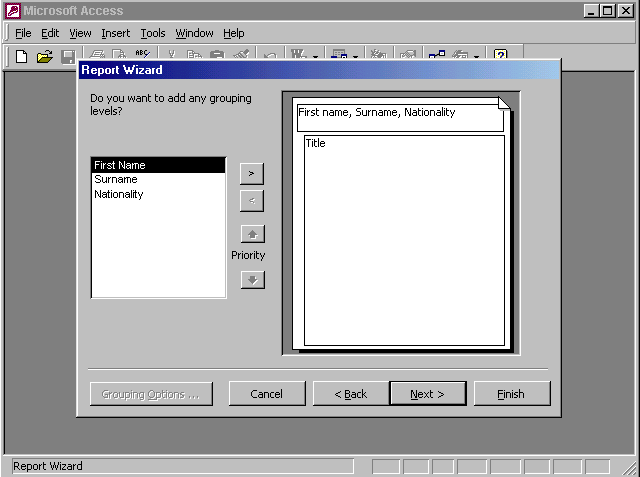 Microsoft Access
File Edit View Insert Tools Window Help
ABC
W
?
Report Wizard
Do you want to add any grouping
levels?
First Name
Surname
Nationality
>
<
Priority
First name, Surname, Nationality
Title
Grouping Options ...
Cancel
< Back
Next >
Finish
Report Wizard